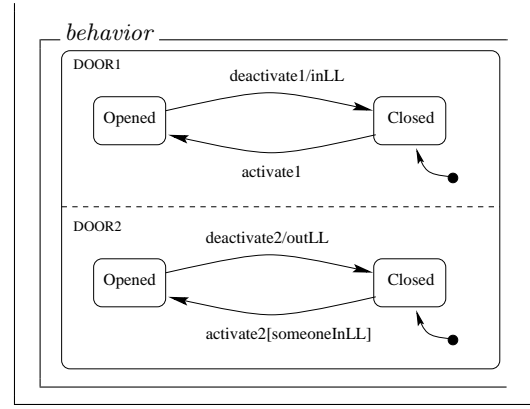 behavior
DOOR1
deactivate1/inLL
Opened
Closed
activate1
DOOR2
deactivate2/outLL
Opened
Closed
activate2[someoneInLL]